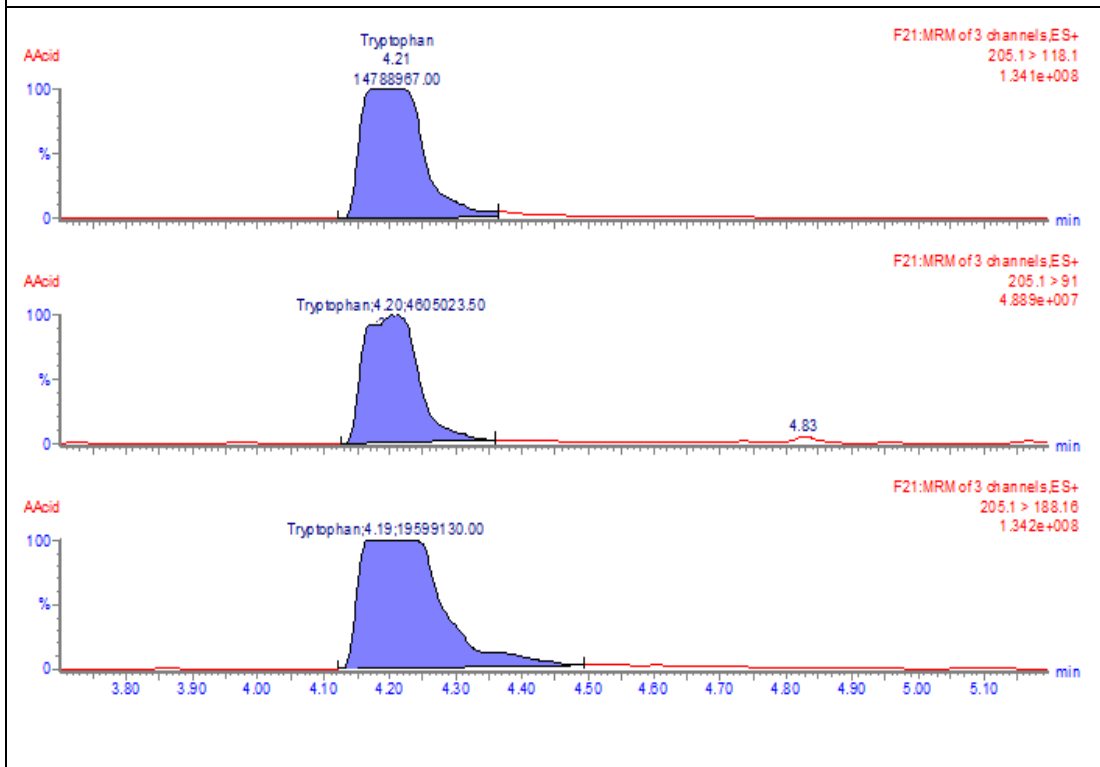 AAcid
Tryptophan
4.21
14788967.00
F21:MRM of 3 channels,ES+
205.1 > 118.1
1.341e+008
100
%
0
min
AAcid
Tryptophan;4.20;4605023.50
F21:MRM of 3 channels,ES+
205.1 > 91
4.889e+007
100
%
4.83
0
min
AAcid
Tryptophan;4.19;19599130.00
F21:MRM of 3 channels,ES+
205.1 > 188.16
1.342e+008
100
%
0
min
3.80 3.90 4.00 4.10 4.20 4.30 4.40 4.50 4.60 4.70 4.80 4.90 5.00 5.10